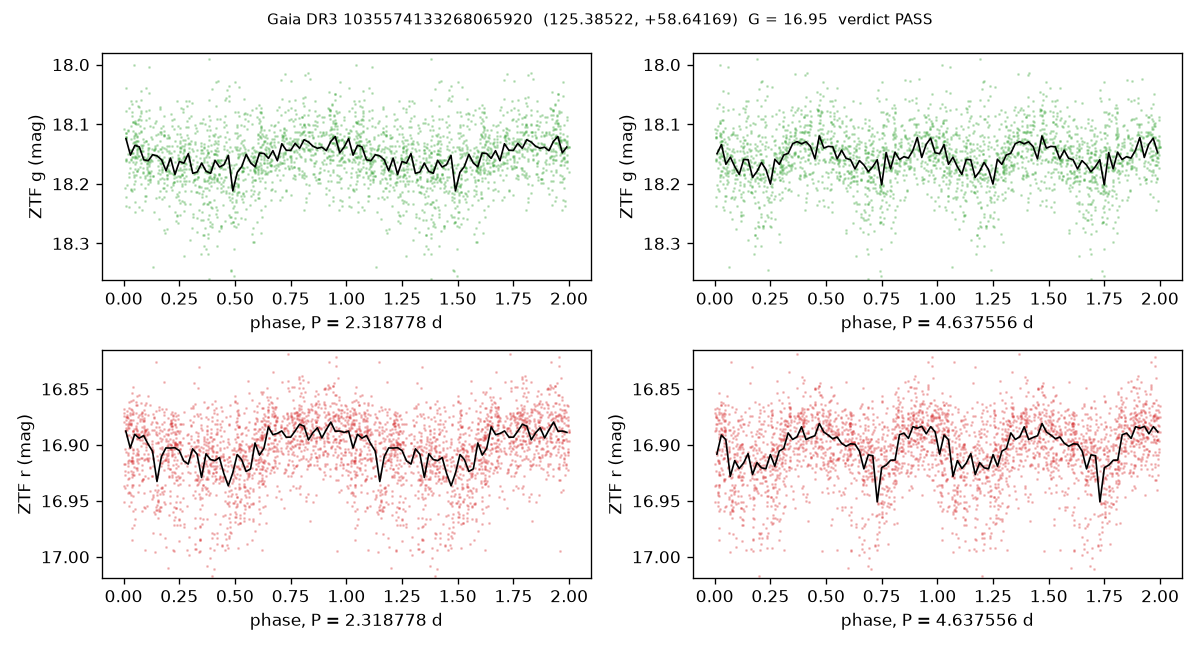 Gaia DR3 1035574133268065920 (125.38522, +58.64169) G = 16.95 verdict PASS
ZTF g (mag)
18.0
18.1
18.2
18.3
0.00 0.25 0.50 0.75 1.00 1.25 1.50 1.75 2.00
phase, P = 2.318778 d
ZTF g (mag)
18.0
18.1
18.2
18.3
0.00 0.25 0.50 0.75 1.00 1.25 1.50 1.75 2.00
phase, P = 4.637556 d
ZTF r (mag)
16.85
16.90
16.95
17.00
0.00 0.25 0.50 0.75 1.00 1.25 1.50 1.75 2.00
phase, P = 2.318778 d
ZTF r (mag)
16.85
16.90
16.95
17.00
0.00 0.25 0.50 0.75 1.00 1.25 1.50 1.75 2.00
phase, P = 4.637556 d